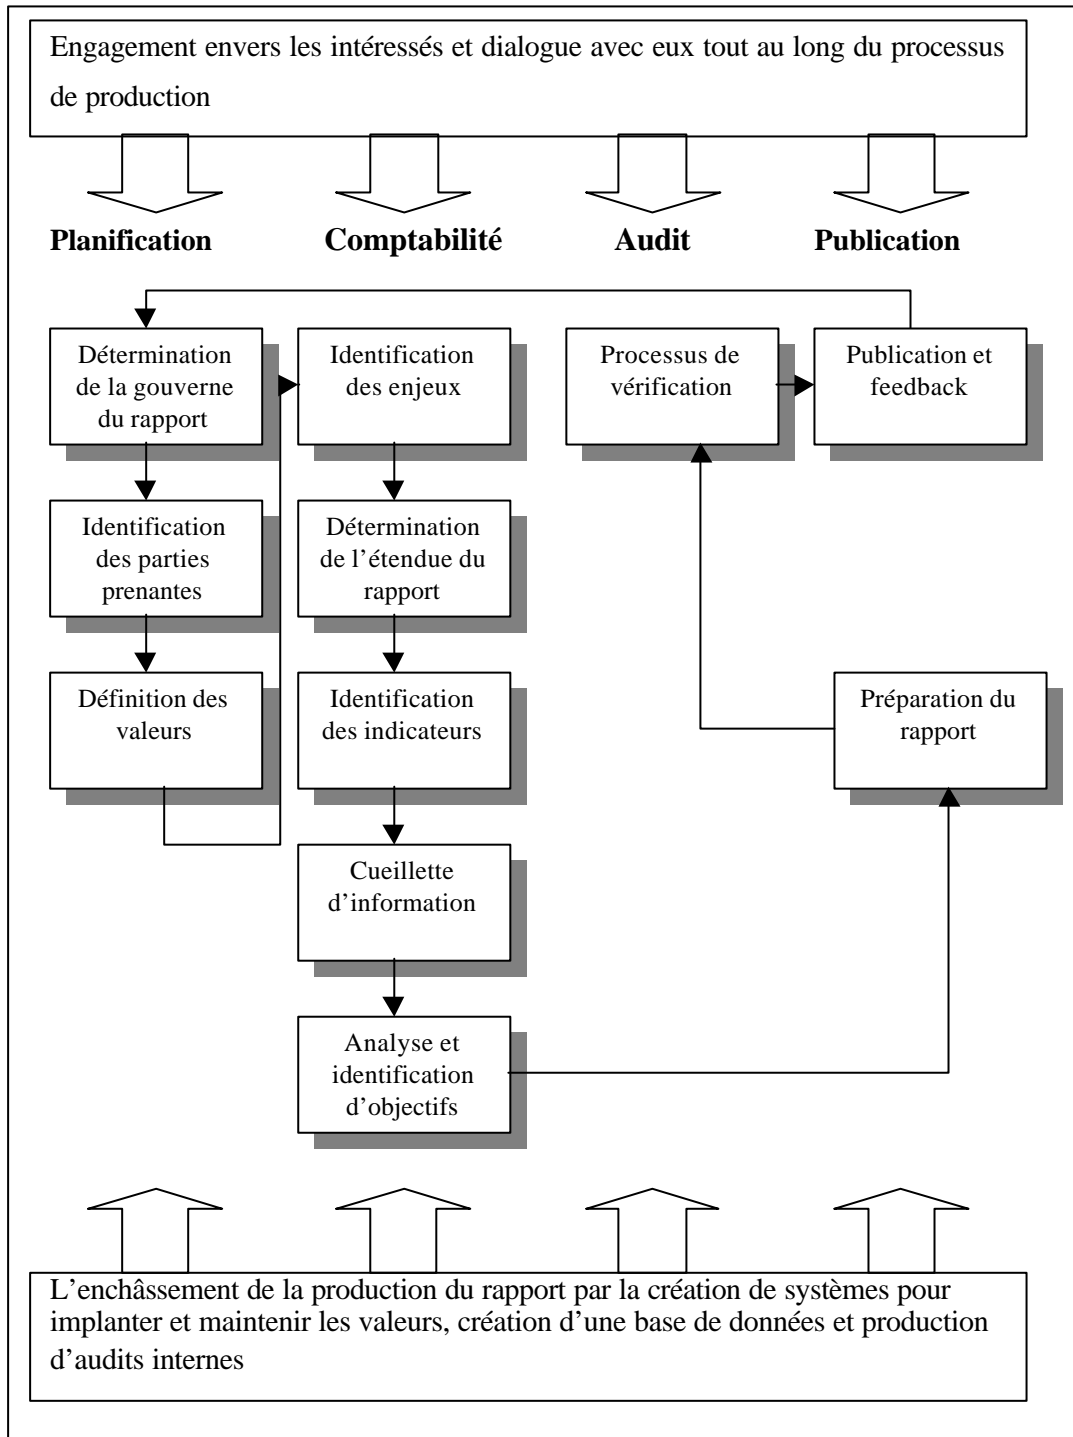 Engagement envers les intéressés et dialogue avec eux tout au long du processus
de production
Planification
Comptabilité
Audit
Publication
Détermination
de la gouverne
du rapport
Identification
des enjeux
Processus de
vérification
Publication et
feedback
Identification
des parties
prenantes
Détermination
de l’étendue du
rapport
Définition des
valeurs
Identification
des indicateurs
Préparation du
rapport
Cueillette
d’information
Analyse et
identification
d’objectifs
L’enchâssement de la production du rapport par la création de systèmes pour
implanter et maintenir les valeurs, création d’une base de données et production
d’audits internes